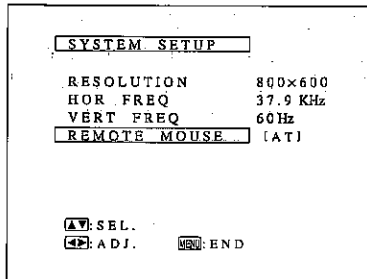 SYSTEM SETUP
RESOLUTION 800×600
HOR FREQ 37.9 KHz
VERT FREQ 60Hz
REMOTE MOUSE [AT]
▲▼:SEL.
◀▶:ADJ. MENU:END